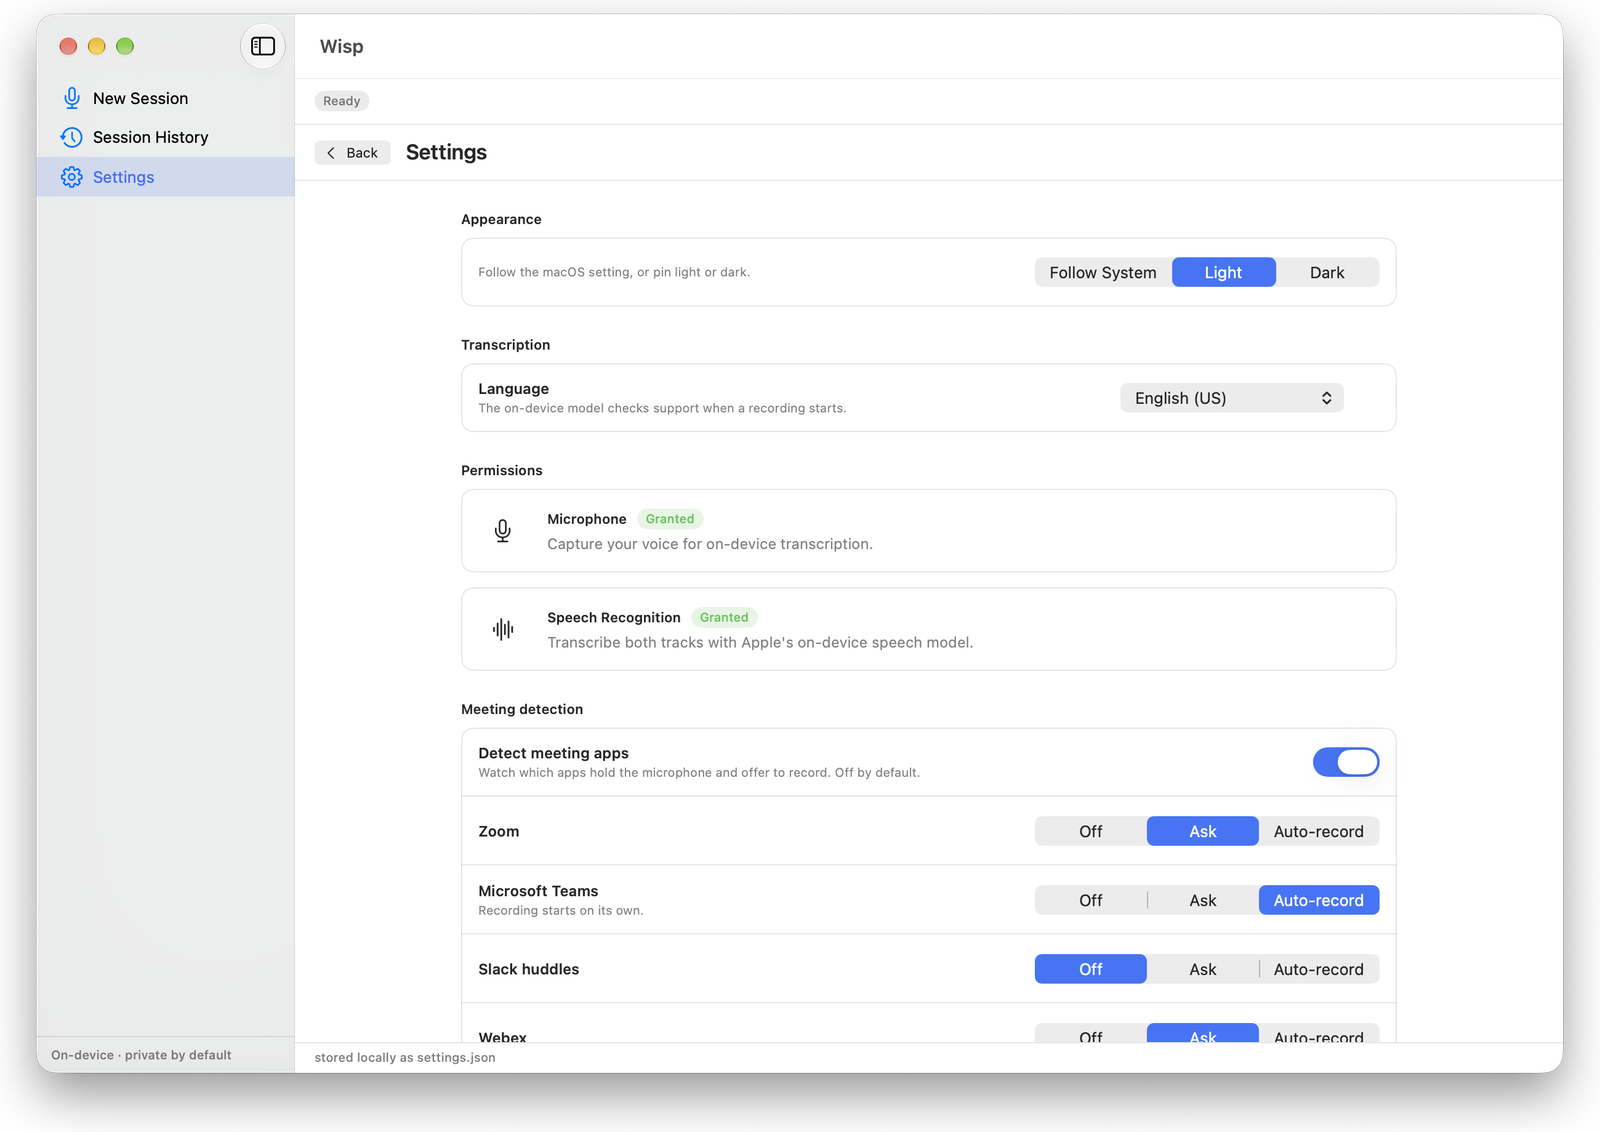 Wisp
New Session
Session History
Settings
Ready
Back
Settings
Appearance
Follow the macOS setting, or pin light or dark.
Follow System
Light
Dark
Transcription
Language
The on-device model checks support when a recording starts.
English (US)
Permissions
Microphone
Granted
Capture your voice for on-device transcription.
Speech Recognition
Granted
Transcribe both tracks with Apple's on-device speech model.
Meeting detection
Detect meeting apps
Watch which apps hold the microphone and offer to record. Off by default.
Zoom
Off
Ask
Auto-record
Microsoft Teams
Recording starts on its own.
Off
Ask
Auto-record
Slack huddles
Off
Ask
Auto-record
Webex
Off
Ask
Auto-record
On-device · private by default
stored locally as settings.json